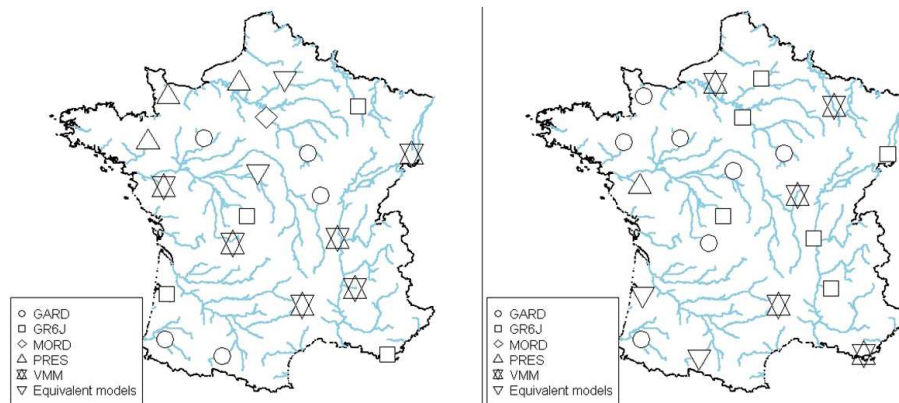 GARD
GR6J
MORD
PRES
VMM
Equivalent models
GARD
GR6J
MORD
PRES
VMM
Equivalent models